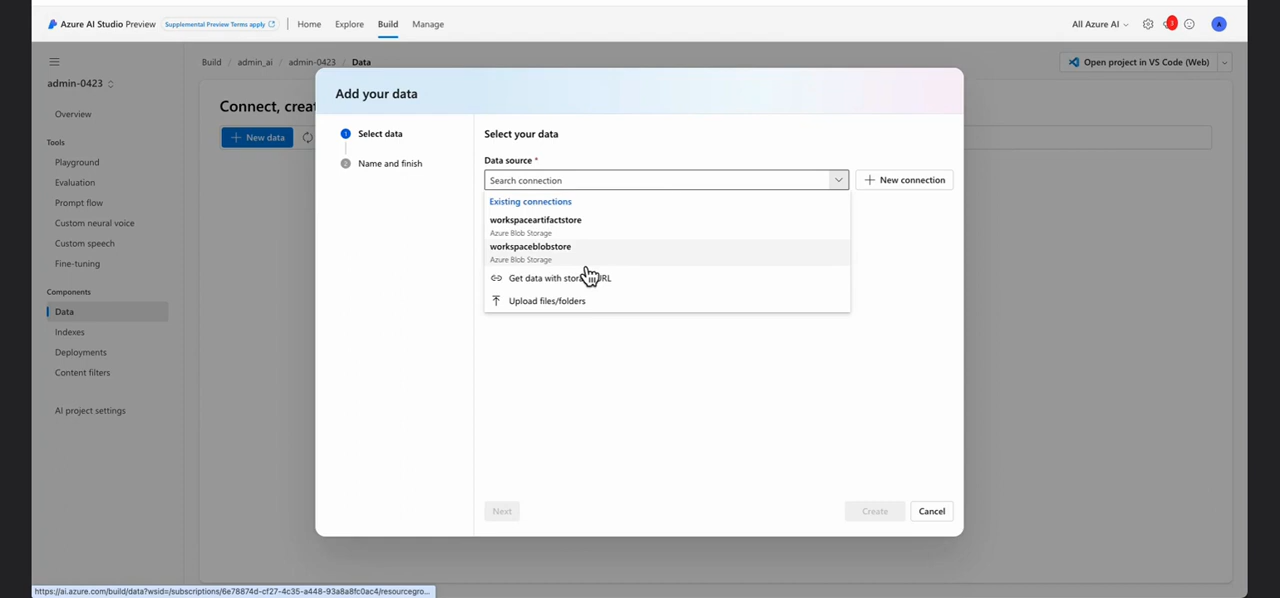 Azure AI Studio Preview
Supplemental Preview Terms apply
Home
Explore
Build
Manage
All Azure AI
3
A
admin-0423
Overview
Tools
Playground
Evaluation
Prompt flow
Custom neural voice
Custom speech
Fine-tuning
Components
Data
Indexes
Deployments
Content filters
AI project settings
Build / admin_ai / admin-0423 / Data
Open project in VS Code (Web)
Connect, creat
+ New data
Add your data
1 Select data
2 Name and finish
Select your data
Data source *
Search connection
+ New connection
Existing connections
workspaceartifactstore
Azure Blob Storage
workspaceblobstore
Azure Blob Storage
Get data with stora RL
Upload files/folders
Next
Create
Cancel
https://ai.azure.com/build/data?wsid=/subscriptions/6e78874d-cf27-4c35-a448-93a8a8fc0ac4/resourcegro...